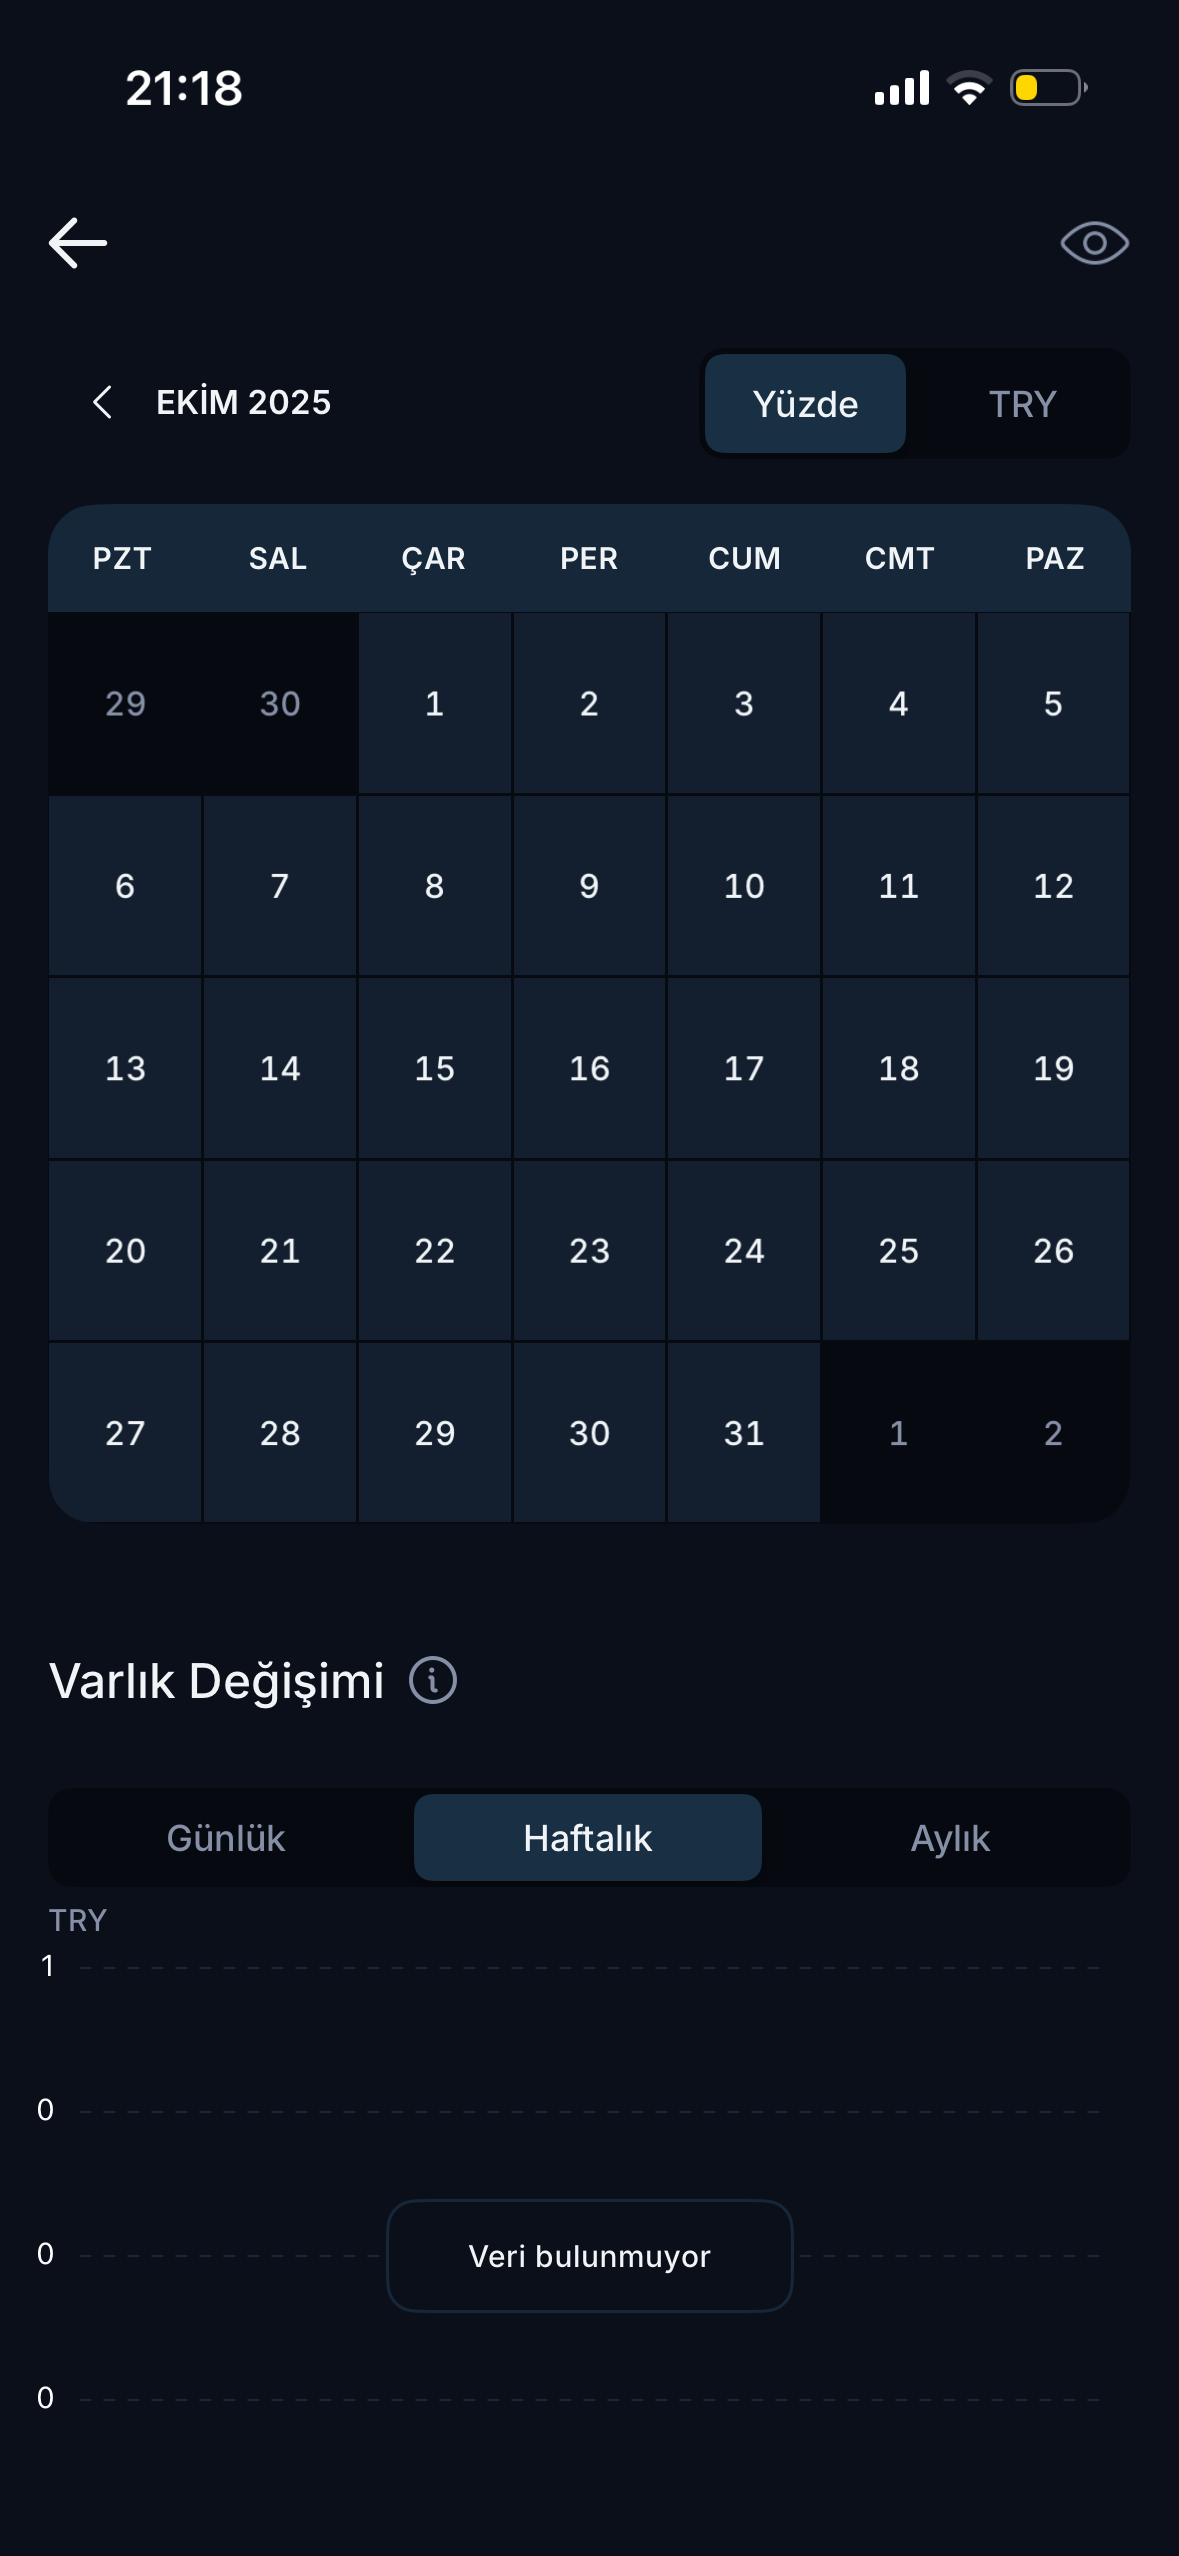 21:18
EKİM 2025
Yüzde TRY
PZT SAL ÇAR PER CUM CMT PAZ
29 30 1 2 3 4 5
6 7 8 9 10 11 12
13 14 15 16 17 18 19
20 21 22 23 24 25 26
27 28 29 30 31 1 2
Varlık Değişimi
Günlük Haftalık Aylık
TRY
1
0
0
Veri bulunmuyor
0